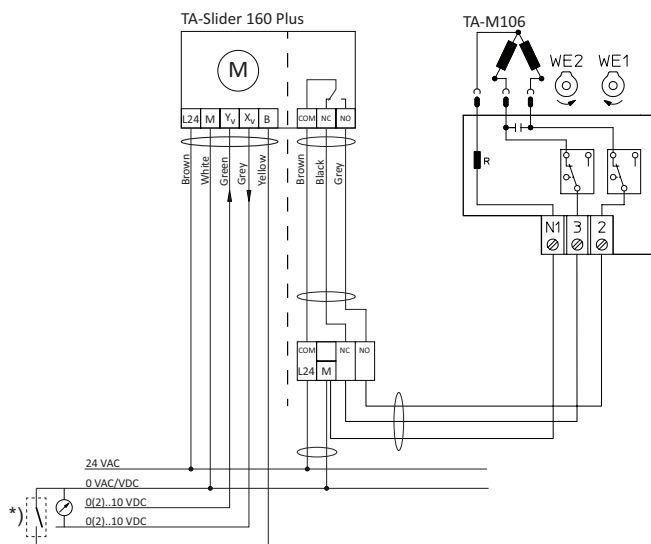 TA-Slider 160 Plus
TA-M106
M
WE2 WE1
L24 M Yv Xv B COM NC NO
Brown White Green Grey Yellow Brown Black Grey
R
N1 3 2
COM NC NO
L24 M
24 VAC
0 VAC/VDC
0(2)..10 VDC
*)
0(2)..10 VDC